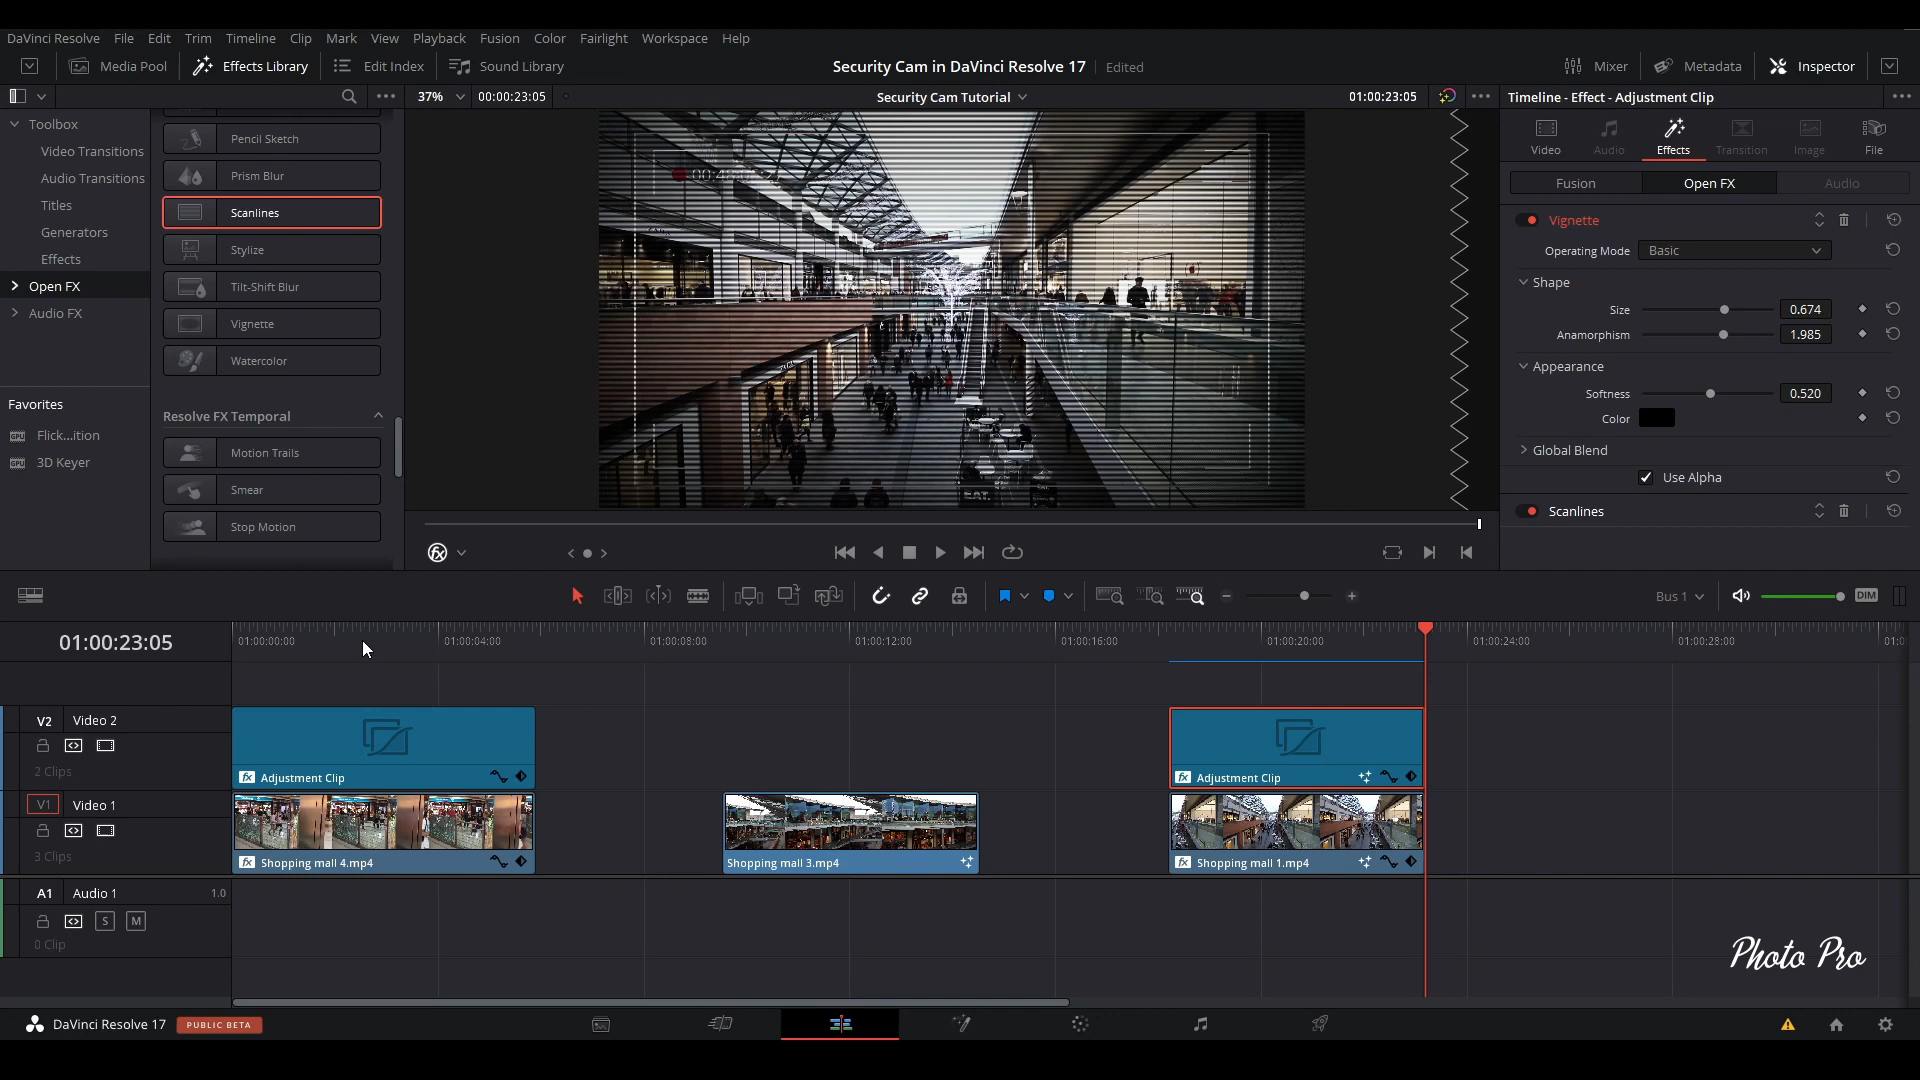 DaVinci Resolve File Edit Trim Timeline Clip Mark View Playback Fusion Color Fairlight Workspace Help
Media Pool Effects Library Edit Index Sound Library Security Cam in DaVinci Resolve 17 Edited Mixer Metadata Inspector
37% 00:00:23:05 Security Cam Tutorial 01:00:23:05 Timeline - Effect - Adjustment Clip
Toolbox
Video Transitions
Audio Transitions
Titles
Generators
Effects
Open FX
Audio FX
Favorites
Flick...ition
3D Keyer
Pencil Sketch
Prism Blur
Scanlines
Stylize
Tilt-Shift Blur
Vignette
Watercolor
Resolve FX Temporal
Motion Trails
Smear
Stop Motion
Video Audio Effects Transition Image File
Fusion Open FX Audio
Vignette
Operating Mode Basic
Shape
Size 0.674
Anamorphism 1.985
Appearance
Softness 0.520
Color
Global Blend
Use Alpha
Scanlines
Bus 1 DIM
01:00:23:05 01:00:00:00 01:00:04:00 01:00:08:00 01:00:12:00 01:00:16:00 01:00:20:00 01:00:24:00 01:00:28:00
V2 Video 2
2 Clips
fx Adjustment Clip fx Adjustment Clip
V1 Video 1
3 Clips
fx Shopping mall 4.mp4 Shopping mall 3.mp4 fx Shopping mall 1.mp4
A1 Audio 1 1.0
S M
0 Clip
Photo Pro
DaVinci Resolve 17 PUBLIC BETA